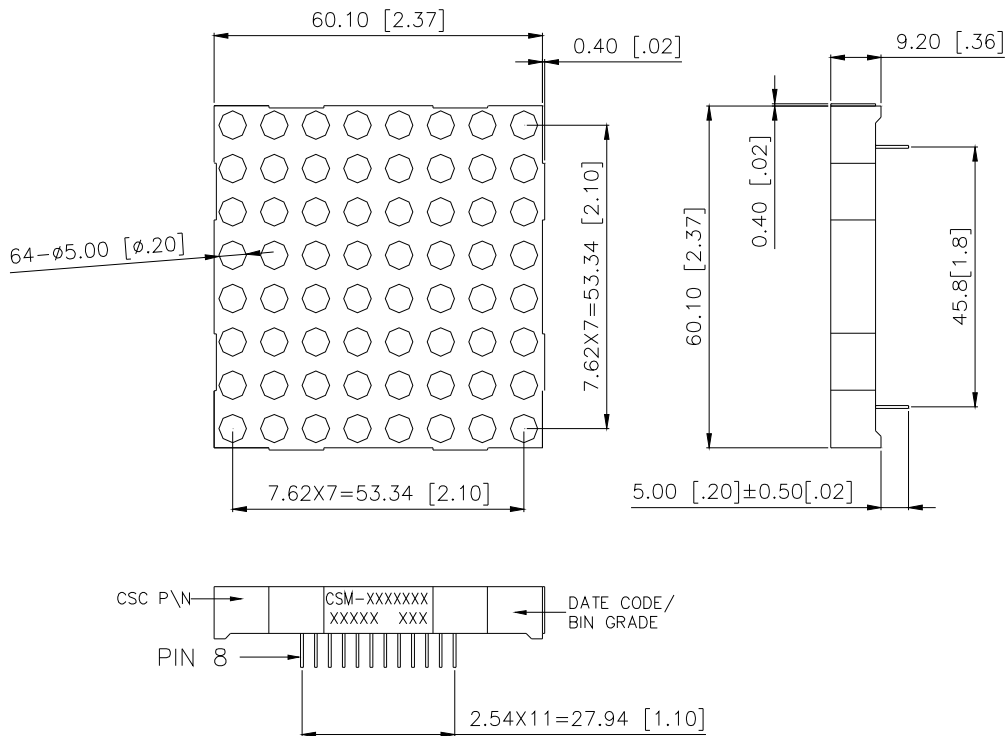 60.10 [2.37]
0.40 [.02]
9.20 [.36]
64-ø5.00 [ø.20]
7.62X7=53.34 [2.10]
0.40 [.02]
60.10 [2.37]
45.8[1.8]
7.62X7=53.34 [2.10]
5.00 [.20]±0.50[.02]
CSC P\N
CSM-XXXXXXX
XXXXX XXX
DATE CODE/
BIN GRADE
PIN 8
2.54X11=27.94 [1.10]